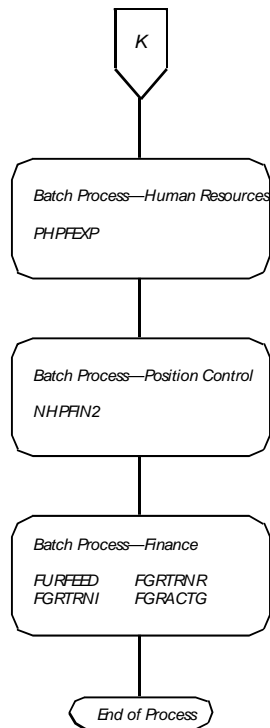 K
Batch Process—Human Resources
PHPFEXP
Batch Process—Position Control
NHPFIN2
Batch Process—Finance
FURFEED FGRTRNR
FGRTRNI FGRACTG
End of Process